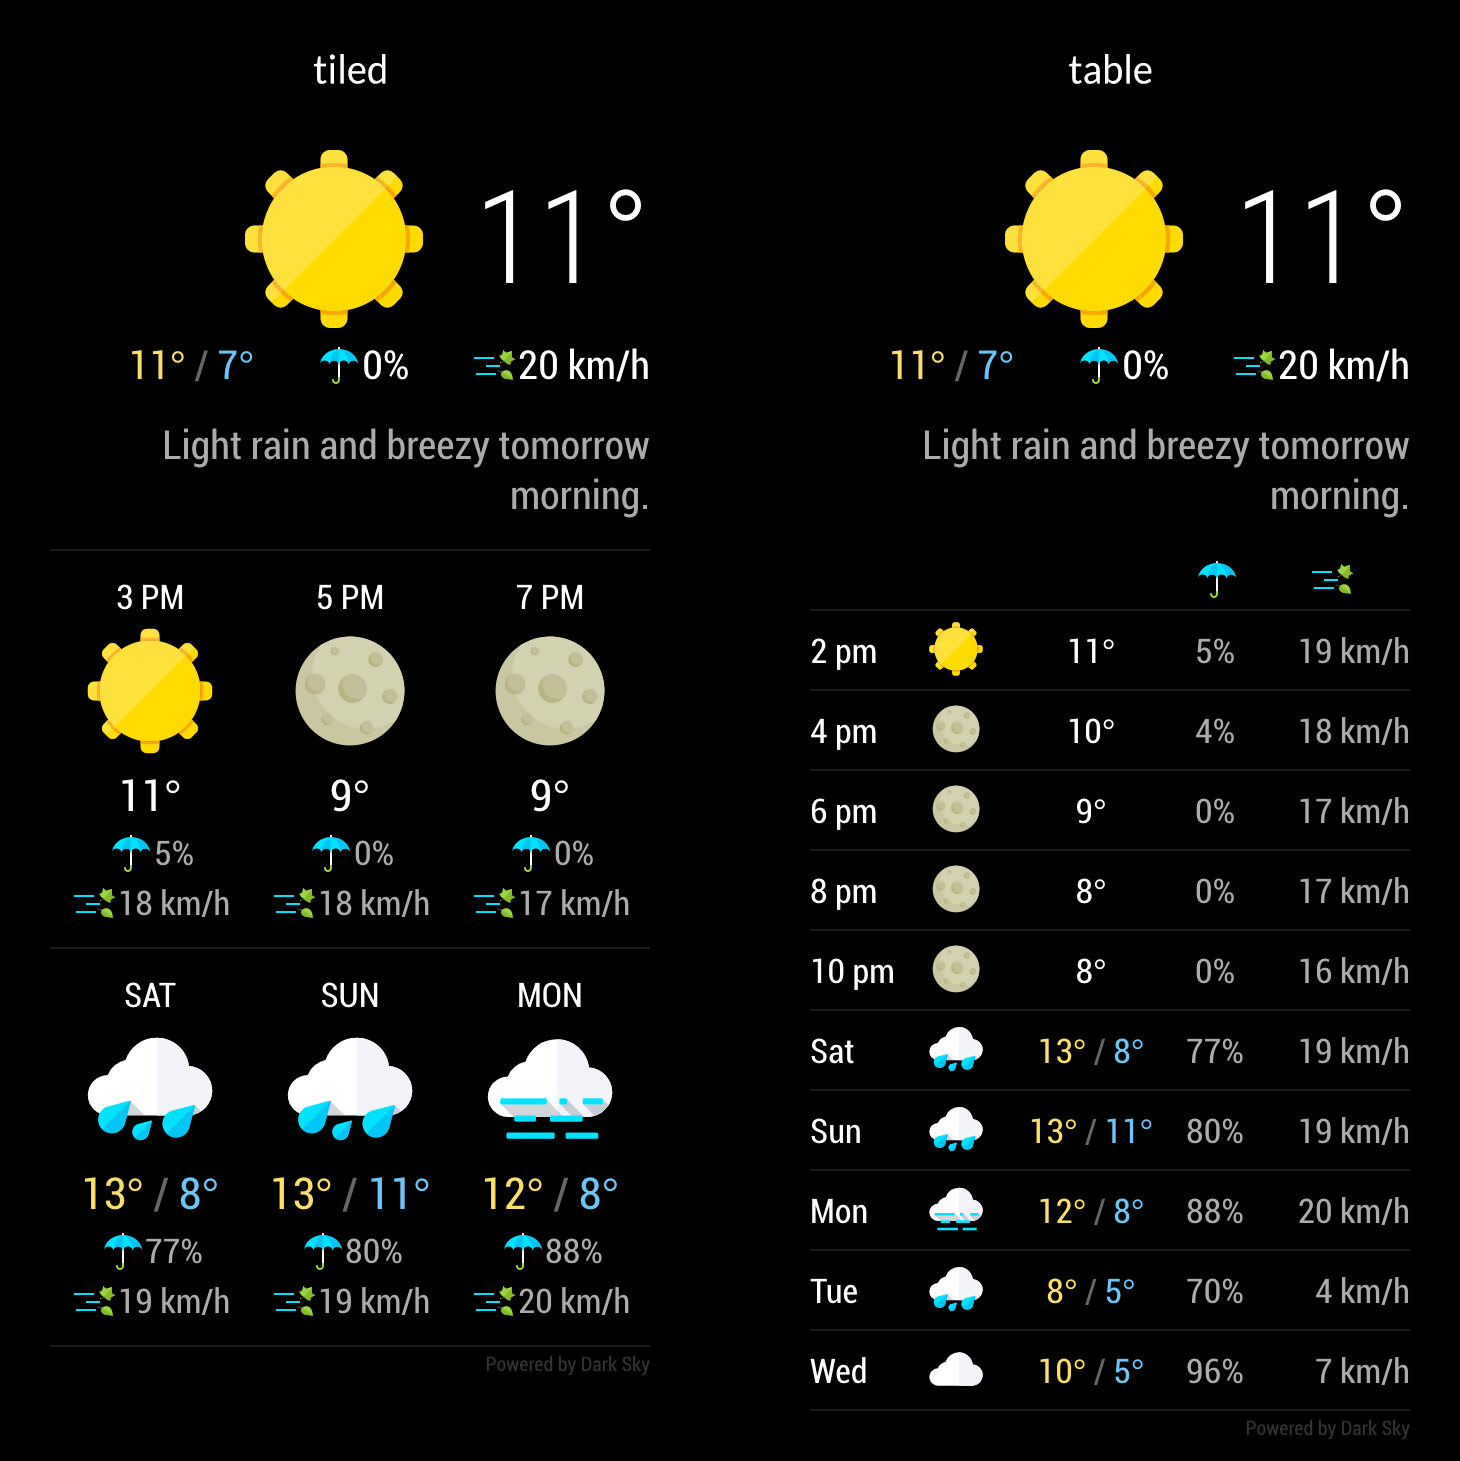 tiled
11°
11° / 7° 0% 20 km/h
Light rain and breezy tomorrow
morning.
3 PM 5 PM 7 PM
11° 9° 9°
5% 0% 0%
18 km/h 18 km/h 17 km/h
SAT SUN MON
13° / 8° 13° / 11° 12° / 8°
77% 80% 88%
19 km/h 19 km/h 20 km/h
Powered by Dark Sky
table
11°
11° / 7° 0% 20 km/h
Light rain and breezy tomorrow
morning.
2 pm 11° 5% 19 km/h
4 pm 10° 4% 18 km/h
6 pm 9° 0% 17 km/h
8 pm 8° 0% 17 km/h
10 pm 8° 0% 16 km/h
Sat 13° / 8° 77% 19 km/h
Sun 13° / 11° 80% 19 km/h
Mon 12° / 8° 88% 20 km/h
Tue 8° / 5° 70% 4 km/h
Wed 10° / 5° 96% 7 km/h
Powered by Dark Sky